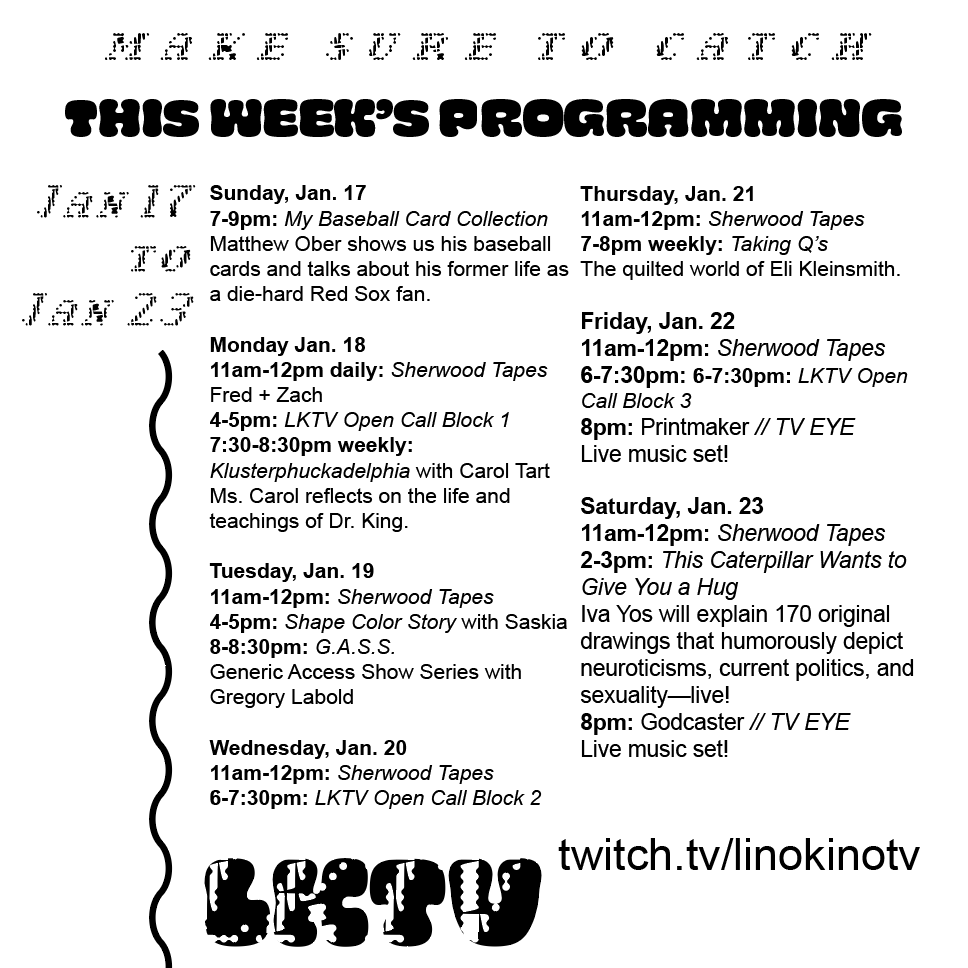 MAKE SURE TO CATCH
THIS WEEK'S PROGRAMMING
Jan 17
to
Jan 23
Sunday, Jan. 17
7-9pm: My Baseball Card Collection
Matthew Ober shows us his baseball
cards and talks about his former life as
a die-hard Red Sox fan.
Monday Jan. 18
11am-12pm daily: Sherwood Tapes
Fred + Zach
4-5pm: LKTV Open Call Block 1
7:30-8:30pm weekly:
Klusterphuckadelphia with Carol Tart
Ms. Carol reflects on the life and
teachings of Dr. King.
Tuesday, Jan. 19
11am-12pm: Sherwood Tapes
4-5pm: Shape Color Story with Saskia
8-8:30pm: G.A.S.S.
Generic Access Show Series with
Gregory Labold
Wednesday, Jan. 20
11am-12pm: Sherwood Tapes
6-7:30pm: LKTV Open Call Block 2
Thursday, Jan. 21
11am-12pm: Sherwood Tapes
7-8pm weekly: Taking Q's
The quilted world of Eli Kleinsmith.
Friday, Jan. 22
11am-12pm: Sherwood Tapes
6-7:30pm: 6-7:30pm: LKTV Open
Call Block 3
8pm: Printmaker // TV EYE
Live music set!
Saturday, Jan. 23
11am-12pm: Sherwood Tapes
2-3pm: This Caterpillar Wants to
Give You a Hug
Iva Yos will explain 170 original
drawings that humorously depict
neuroticisms, current politics, and
sexuality—live!
8pm: Godcaster // TV EYE
Live music set!
LKTV
twitch.tv/linokinotv